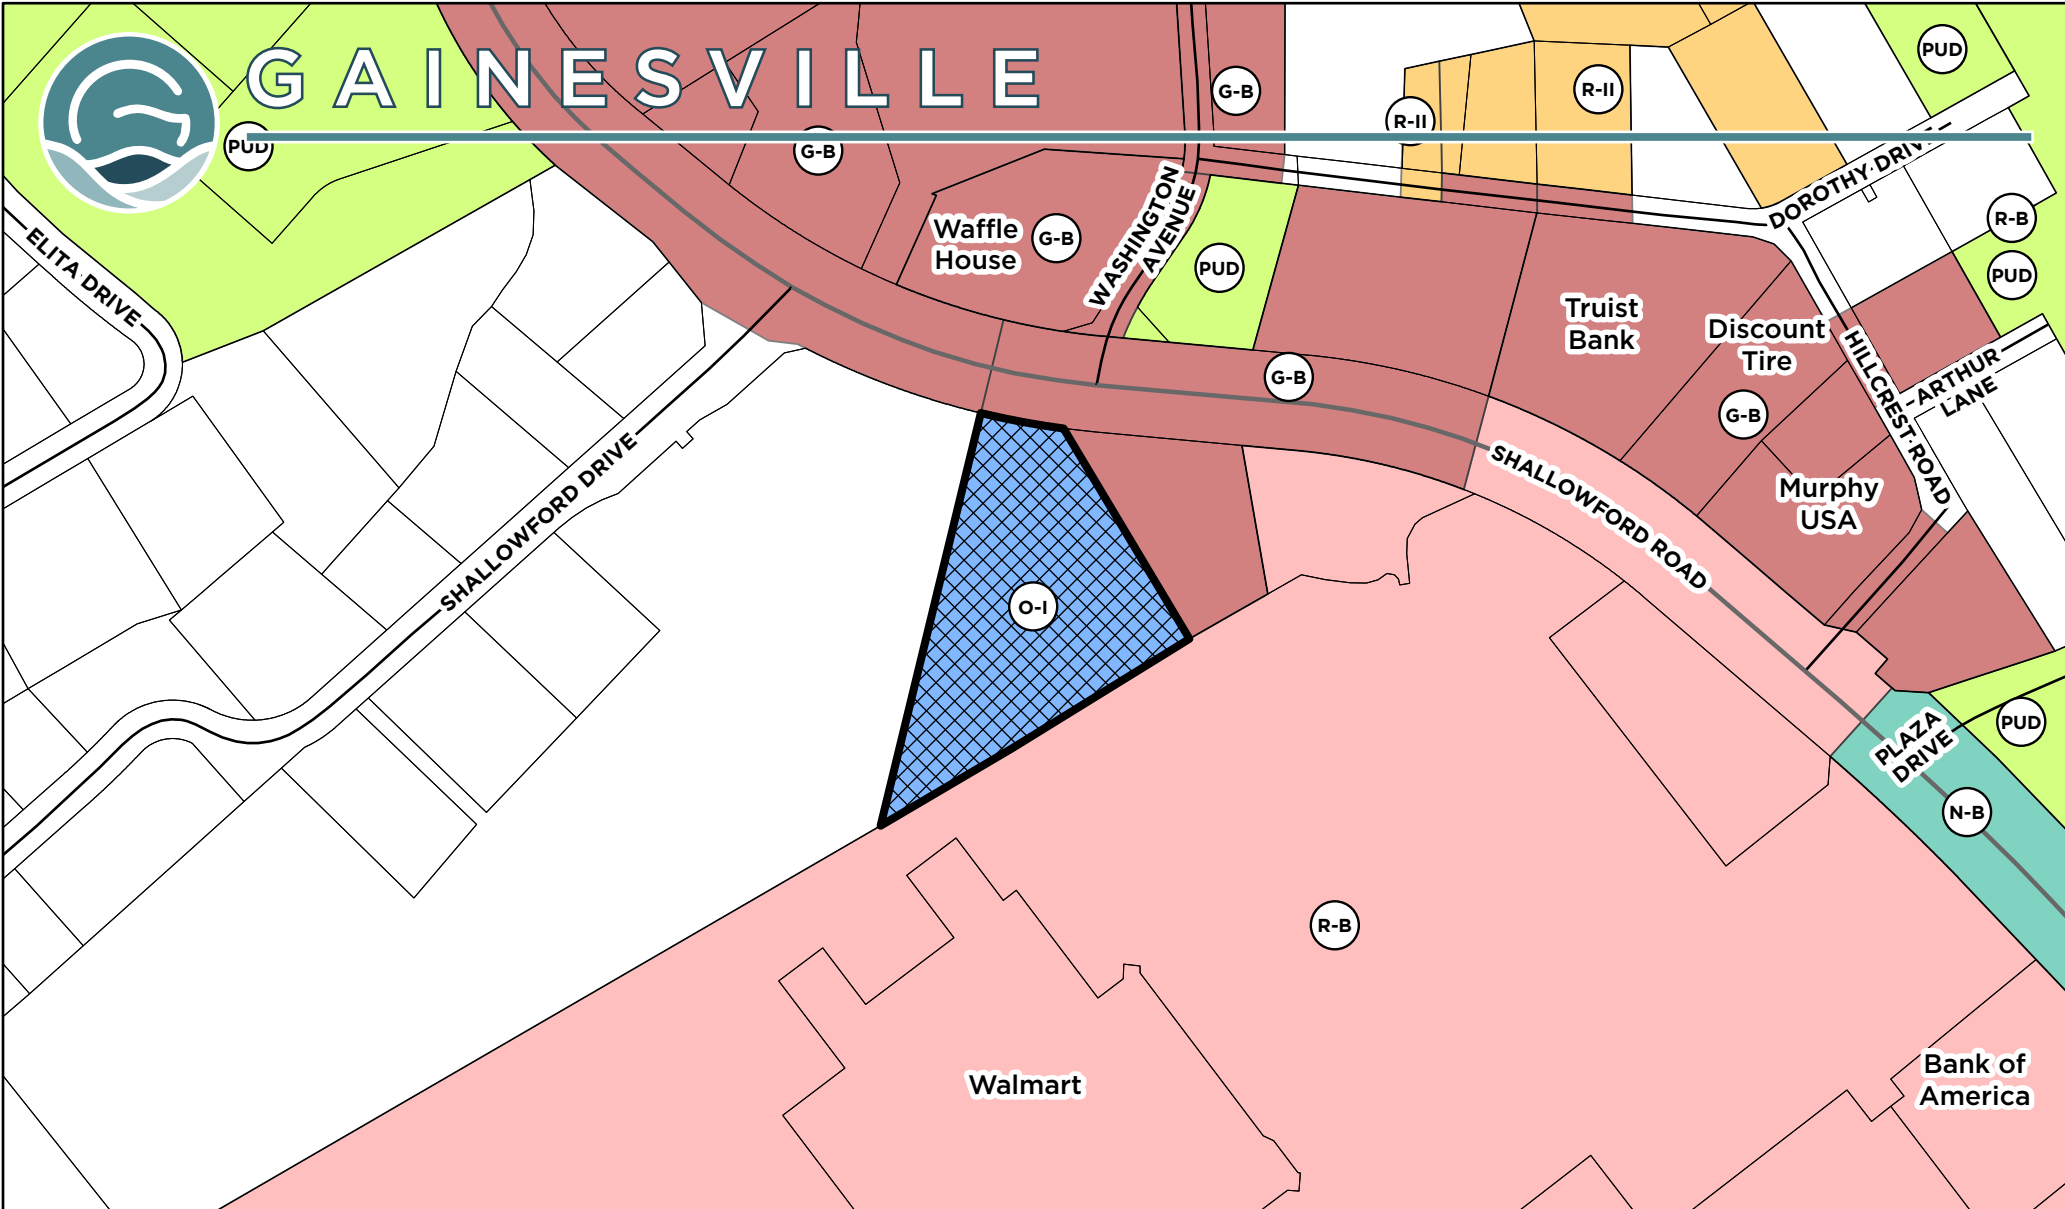 GAINESVILLE
PUD
G-B
PUD
G-B
R-II
R-II
DOROTHY DRIVE
ELITA DRIVE
Waffle
House
G-B
WASHINGTON
AVENUE
PUD
R-B
PUD
Truist
Bank
Discount
Tire
G-B
G-B
HILLCREST ROAD
ARTHUR
LANE
SHALLOWFORD DRIVE
SHALLOWFORD ROAD
Murphy
USA
O-I
PLAZA
DRIVE
PUD
N-B
R-B
Walmart
Bank of
America